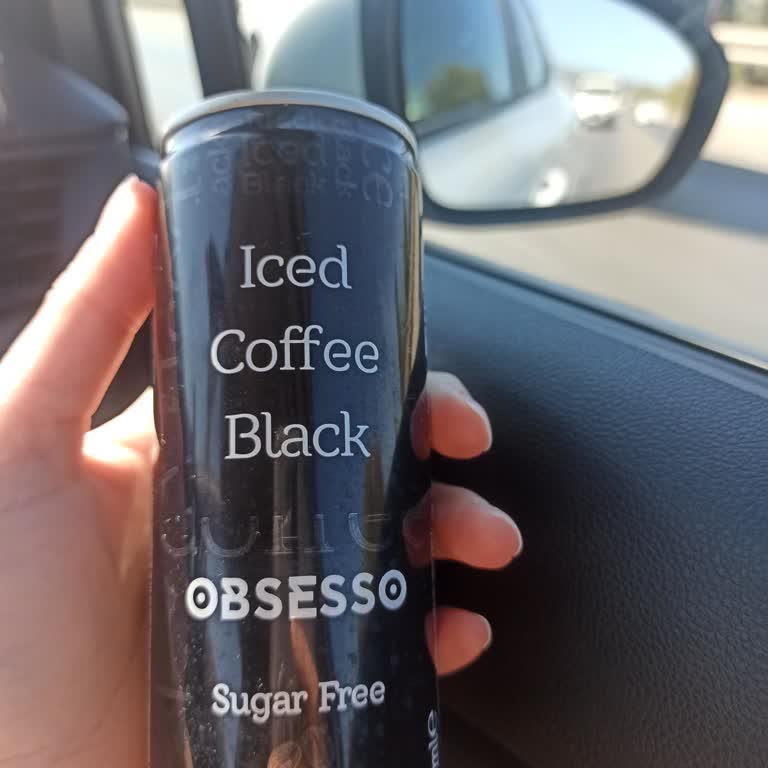 Iced
Coffee
Black
OBSESSO
Sugar Free